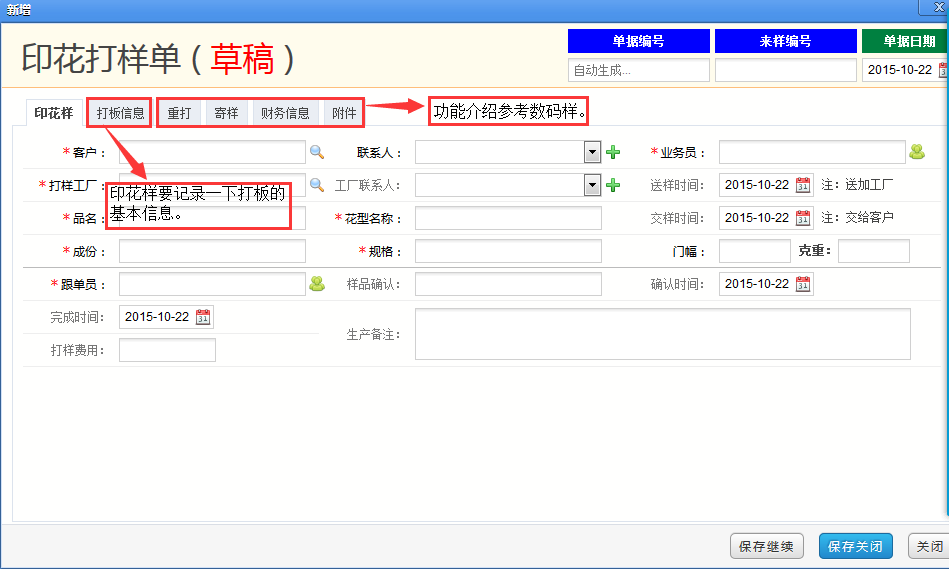 新增
X
印花打样单 ( 草稿 )
单据编号 来样编号 单据日期
自动生成... 2015-10-22
印花样 打板信息 重打 寄样 财务信息 附件 功能介绍参考数码样。
*客户： 联系人： *业务员：
*打样工厂： 工厂联系人： 送样时间： 2015-10-22 注：送加工厂
印花样要记录一下打板的
基本信息。
*品名： *花型名称： 交样时间： 2015-10-22 注：交给客户
*成份： *规格： 门幅： 克重：
*跟单员： 样品确认： 确认时间： 2015-10-22
完成时间： 2015-10-22 生产备注：
打样费用：
保存继续 保存关闭 关闭